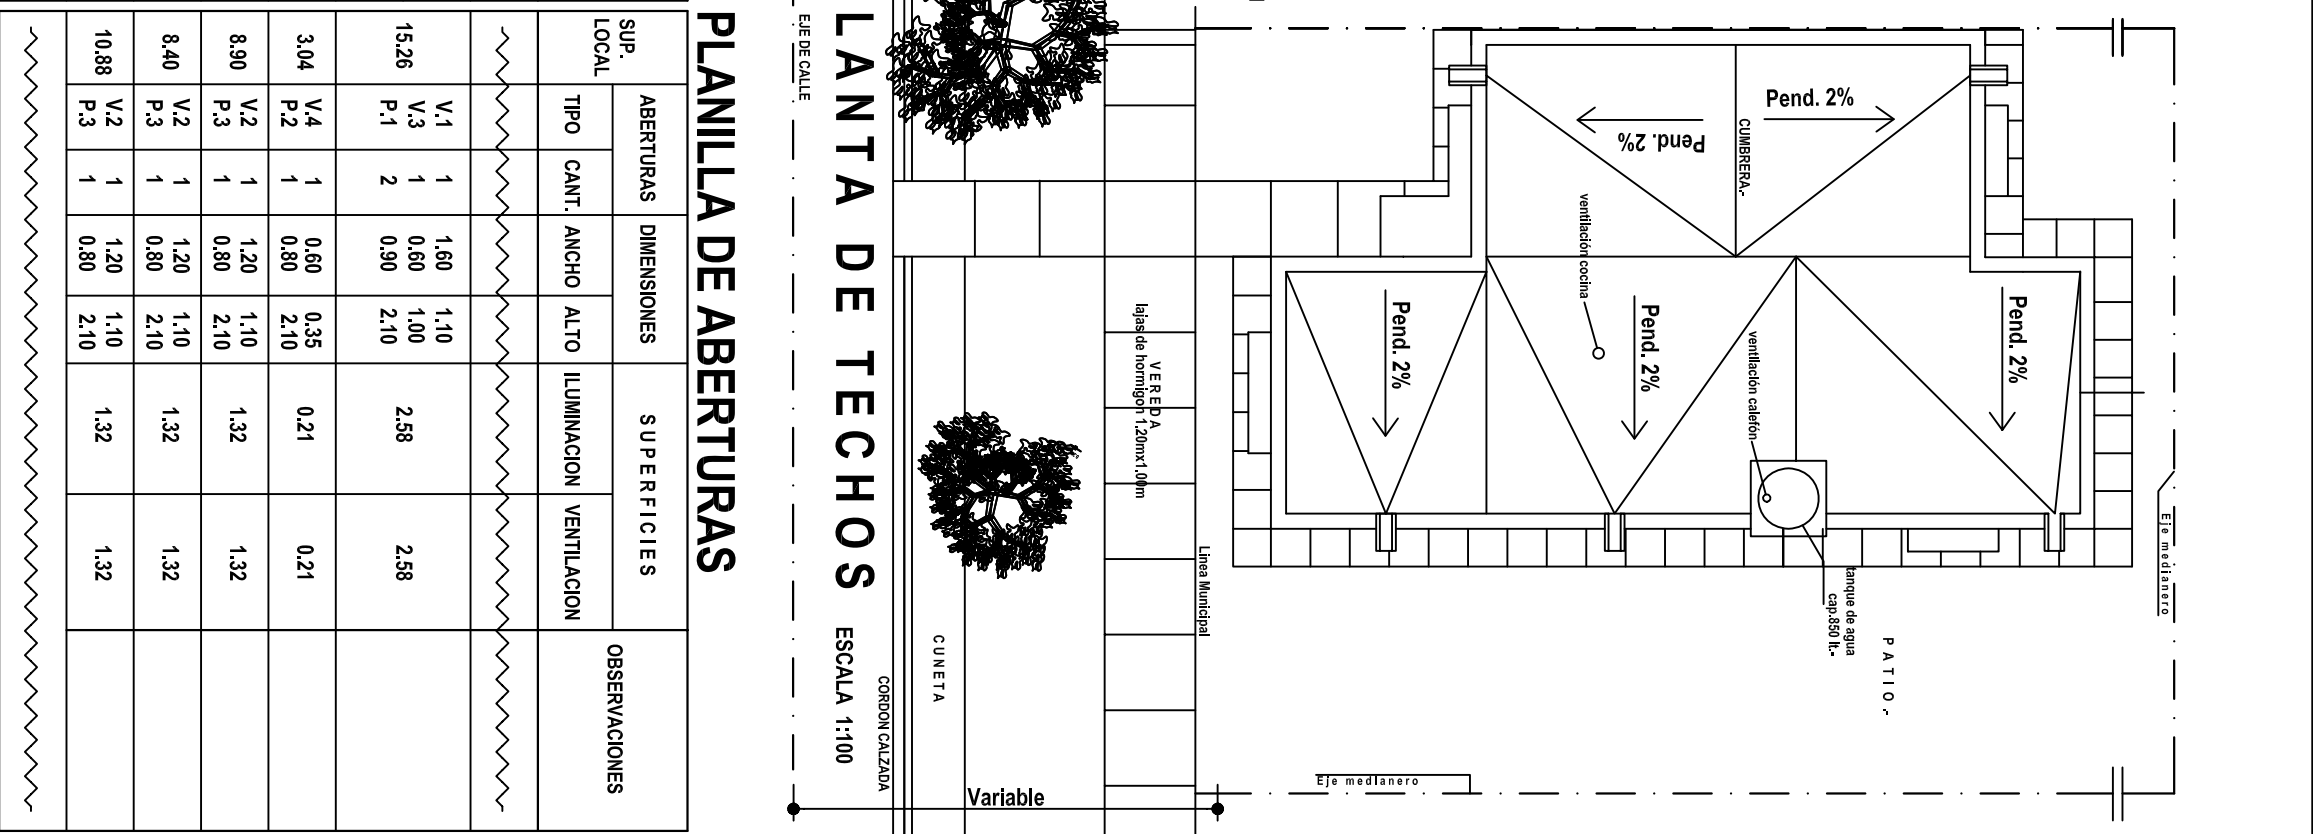 LANTA DE TECHOS ESCALA 1:100
Pend. 2%
Pend. 2%
CUMBRERA.-
ventilación cocina
Pend. 2%
Pend. 2%
Pend. 2%
ventilación calefón
tanque de agua
cap.850 lt.-
PATIO.-
Eje medianero
Eje medianero
Linea Municipal
VEREDA
lajas de hormigon 1.20mx1.00m
CUNETA
CORDON CALZADA
EJE DE CALLE
Variable
PLANILLA DE ABERTURAS
SUP. LOCAL ABERTURAS DIMENSIONES SUPERFICIES OBSERVACIONES
TIPO CANT. ANCHO ALTO ILUMINACION VENTILACION
V.1 1 1.60 1.10
15.26 V.3 1 0.60 1.00 2.58 2.58
P.1 2 0.90 2.10
3.04 V.4 1 0.60 0.35 0.21 0.21
P.2 1 0.80 2.10
8.90 V.2 1 1.20 1.10 1.32 1.32
P.3 1 0.80 2.10
8.40 V.2 1 1.20 1.10 1.32 1.32
P.3 1 0.80 2.10
10.88 V.2 1 1.20 1.10 1.32 1.32
P.3 1 0.80 2.10